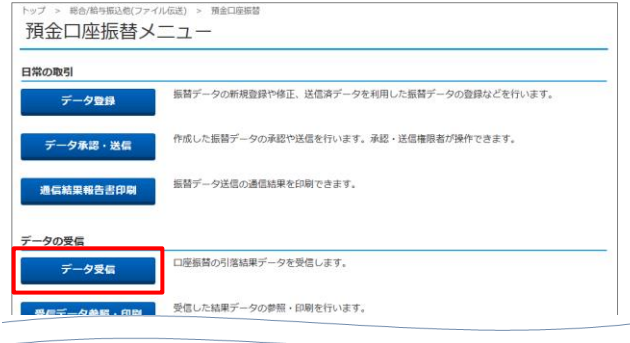 トップ > 総合/給与振込他(ファイル伝送) > 預金口座振替
預金口座振替メニュー
日常の取引
データ登録 振替データの新規登録や修正、送信済データを利用した振替データの登録などを行います。
データ承認・送信 作成した振替データの承認や送信を行います。承認・送信権限者が操作できます。
通信結果報告書印刷 振替データ送信の通信結果を印刷できます。
データの受信
データ受信 口座振替の引落結果データを受信します。
受信データ参照・印刷 受信した結果データの参照・印刷を行います。